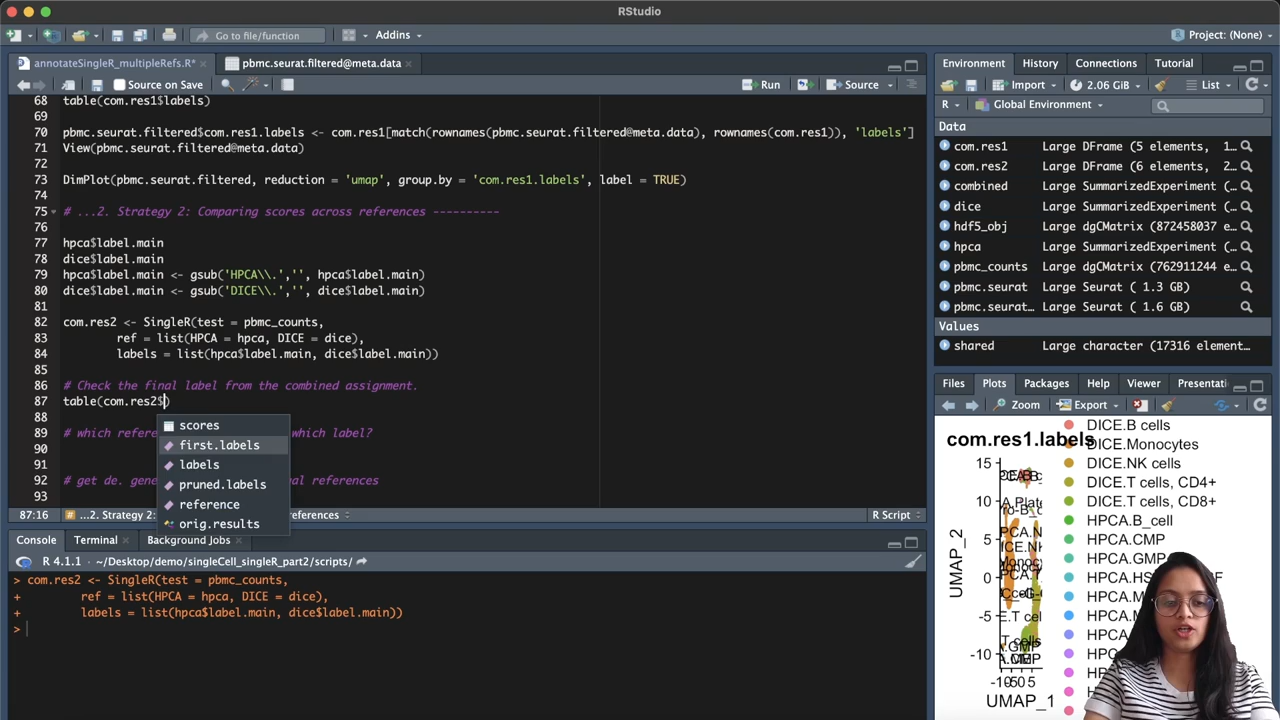 RStudio
Go to file/function
Addins
Project: (None)
annotateSingleR_multipleRefs.R*
pbmc.seurat.filtered@meta.data
Source on Save
Run
Source
68 table(com.res1$labels)
69
70 pbmc.seurat.filtered$com.res1.labels <- com.res1[match(rownames(pbmc.seurat.filtered@meta.data), rownames(com.res1)), 'labels']
71 View(pbmc.seurat.filtered@meta.data)
72
73 DimPlot(pbmc.seurat.filtered, reduction = 'umap', group.by = 'com.res1.labels', label = TRUE)
74
75 # ...2. Strategy 2: Comparing scores across references ----------
76
77 hpca$label.main
78 dice$label.main
79 hpca$label.main <- gsub('HPCA\\.','', hpca$label.main)
80 dice$label.main <- gsub('DICE\\.','', dice$label.main)
81
82 com.res2 <- SingleR(test = pbmc_counts,
83 ref = list(HPCA = hpca, DICE = dice),
84 labels = list(hpca$label.main, dice$label.main))
85
86 # Check the final label from the combined assignment.
87 table(com.res2$)
88
89 # which refere which label?
90
91
92 # get de. gene al references
93
scores
first.labels
labels
pruned.labels
reference
orig.results
87:16
...2. Strategy 2: eferences
R Script
Console
Terminal
Background Jobs
R 4.1.1 · ~/Desktop/demo/singleCell_singleR_part2/scripts/
> com.res2 <- SingleR(test = pbmc_counts,
+ ref = list(HPCA = hpca, DICE = dice),
+ labels = list(hpca$label.main, dice$label.main))
>
Environment
History
Connections
Tutorial
Import
2.06 GiB
List
R
Global Environment
Data
com.res1 Large DFrame (5 elements, 1…
com.res2 Large DFrame (6 elements, 2…
combined Large SummarizedExperiment (…
dice Large SummarizedExperiment (…
hdf5_obj Large dgCMatrix (872458037 e…
hpca Large SummarizedExperiment (…
pbmc_counts Large dgCMatrix (762911244 e…
pbmc.seurat Large Seurat ( 1.3 GB)
pbmc.seurat… Large Seurat ( 1.6 GB)
Values
shared Large character (17316 element…
Files
Plots
Packages
Help
Viewer
Presentati
Zoom
Export
com.res1.labels
15
10
5
0
-5
-10
UMAP_2
UMAP_1
DICE.B cells
DICE.Monocytes
DICE.NK cells
DICE.T cells, CD4+
DICE.T cells, CD8+
HPCA.B_cell
HPCA.CMP
HPCA.GMP
HPCA.HS
HPCA.M
HPCA.M
HPCA.
HPCA
HPC
HP